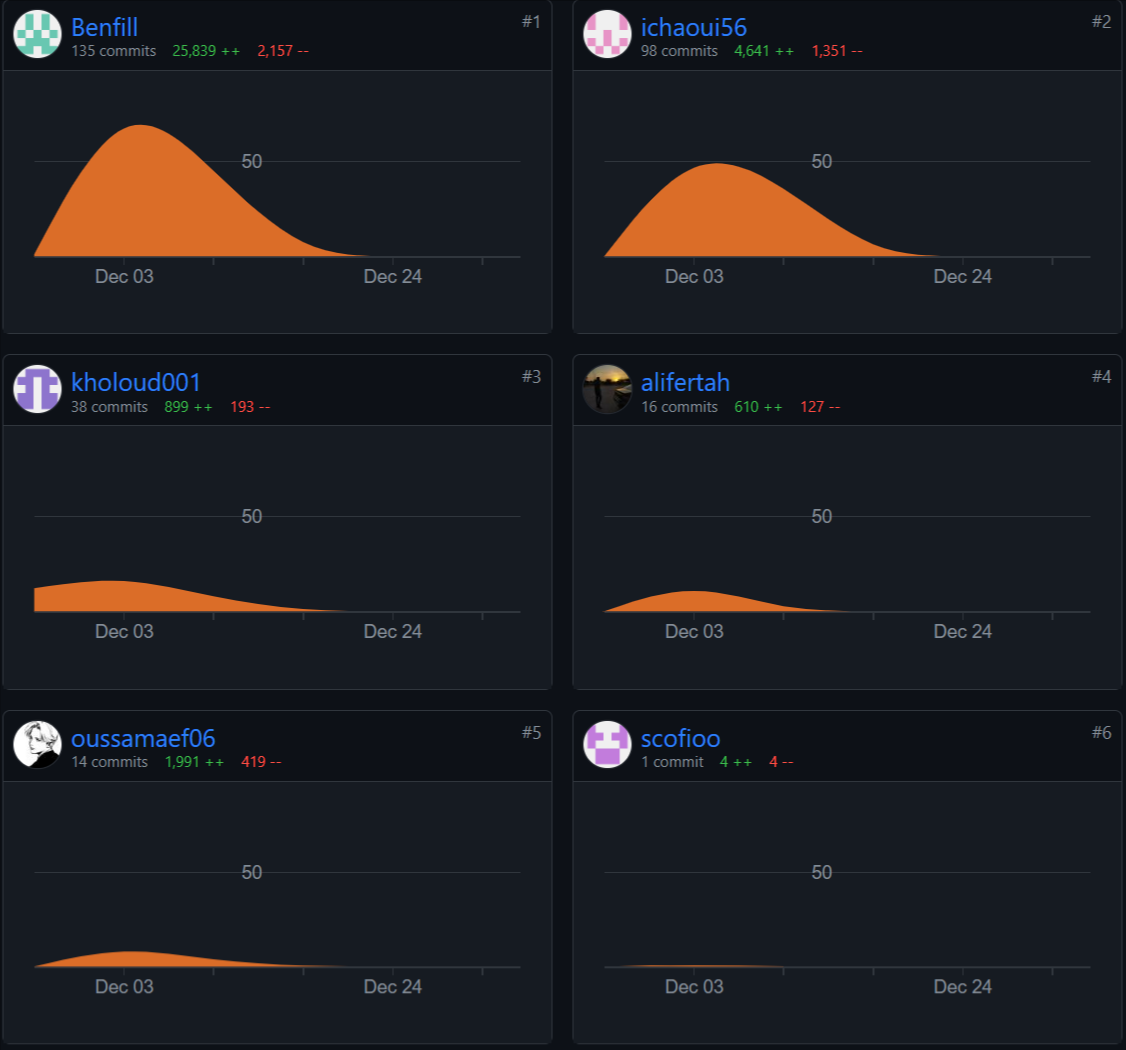 Benfill
#1
135 commits 25,839 ++ 2,157 --
50
Dec 03 Dec 24
ichaoui56
#2
98 commits 4,641 ++ 1,351 --
50
Dec 03 Dec 24
kholoud001
#3
38 commits 899 ++ 193 --
50
Dec 03 Dec 24
alifertah
#4
16 commits 610 ++ 127 --
50
Dec 03 Dec 24
oussamaef06
#5
14 commits 1,991 ++ 419 --
50
Dec 03 Dec 24
scofioo
#6
1 commit 4 ++ 4 --
50
Dec 03 Dec 24